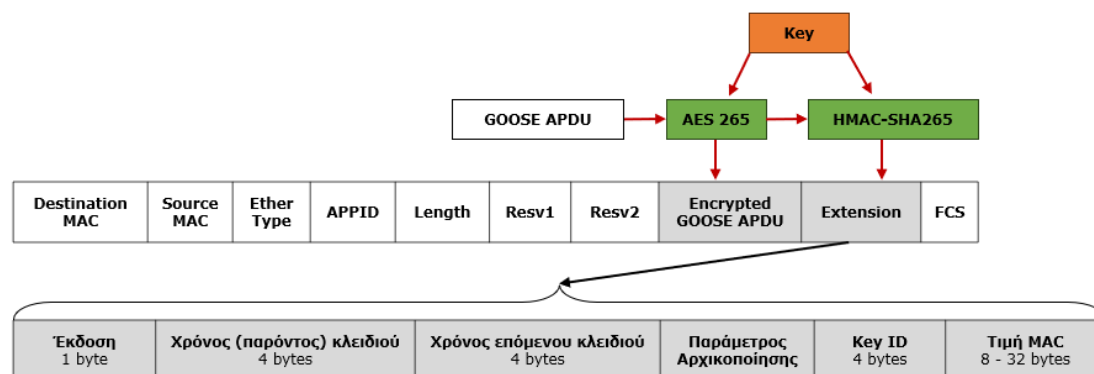 Key
GOOSE APDU
AES 265
HMAC-SHA265
Destination
MAC
Source
MAC
Ether
Type
APPID
Length
Resv1
Resv2
Encrypted
GOOSE APDU
Extension
FCS
Έκδοση
1 byte
Χρόνος (παρόντος) κλειδιού
4 bytes
Χρόνος επόμενου κλειδιού
4 bytes
Παράμετρος
Αρχικοποίησης
Key ID
4 bytes
Τιμή MAC
8 - 32 bytes